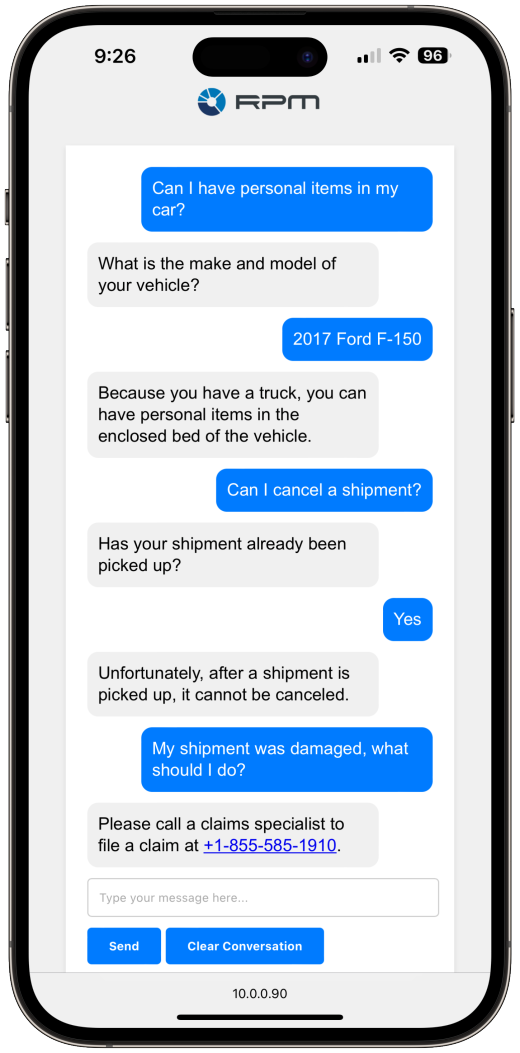 9:26
96
RPM
Can I have personal items in my
car?
What is the make and model of
your vehicle?
2017 Ford F-150
Because you have a truck, you can
have personal items in the
enclosed bed of the vehicle.
Can I cancel a shipment?
Has your shipment already been
picked up?
Yes
Unfortunately, after a shipment is
picked up, it cannot be canceled.
My shipment was damaged, what
should I do?
Please call a claims specialist to
file a claim at +1-855-585-1910.
Type your message here...
Send
Clear Conversation
10.0.0.90